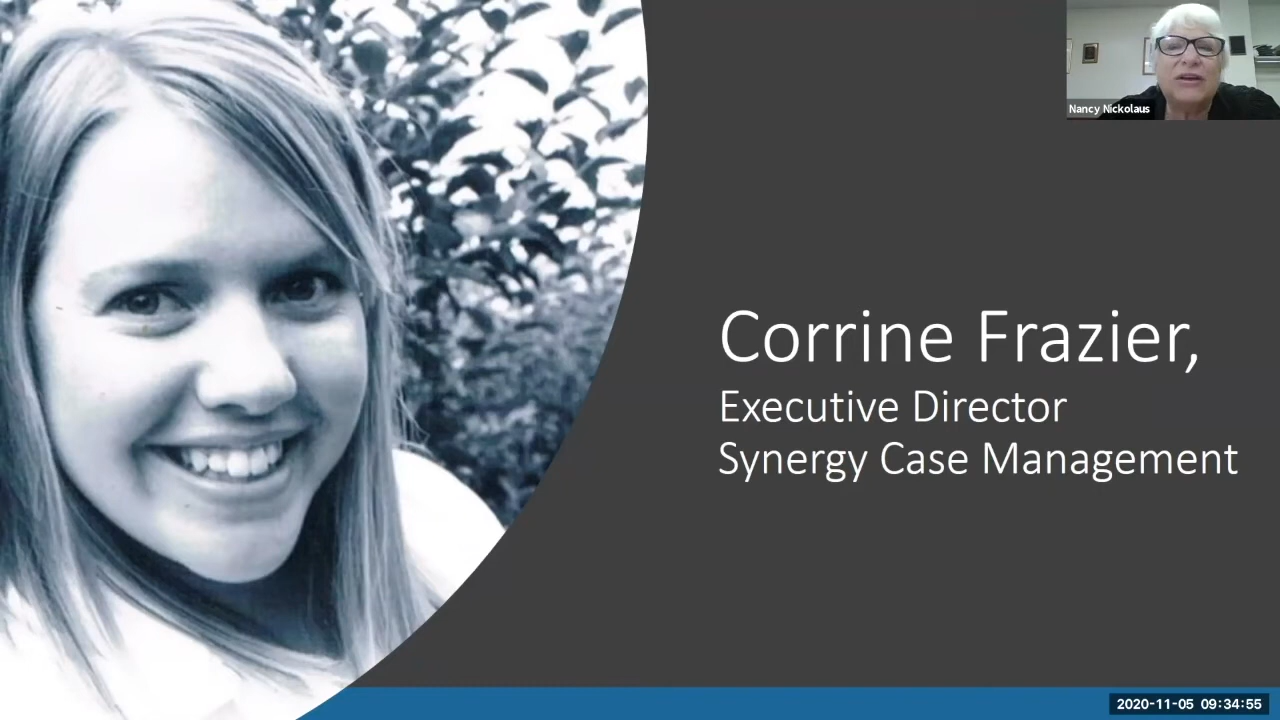 Nancy Nickolaus
Corrine Frazier,
Executive Director
Synergy Case Management
2020-11-05 09:34:55